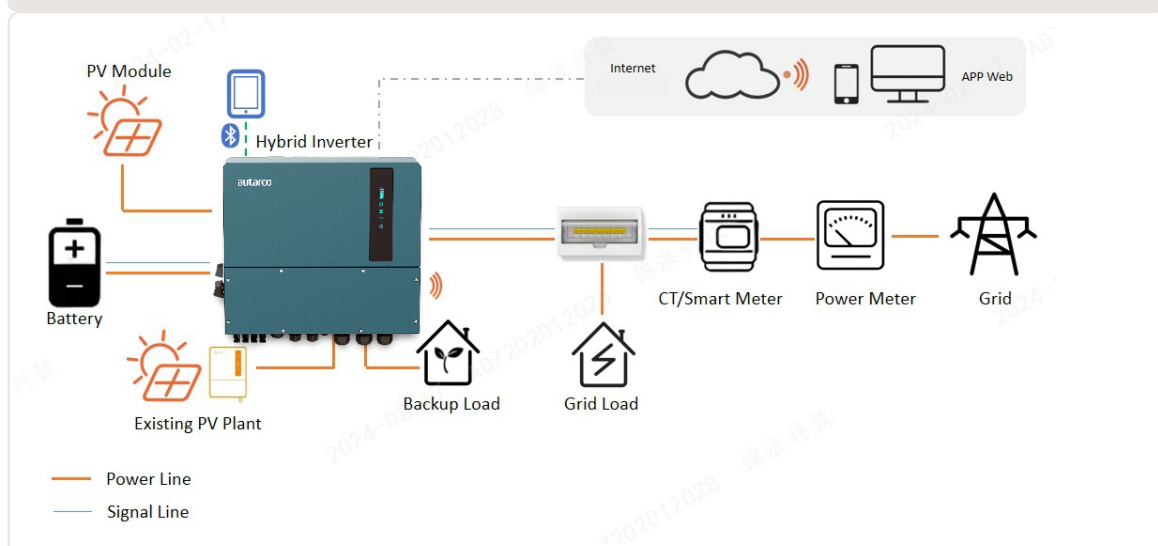 PV Module
Internet
APP Web
Hybrid Inverter
autarco
Battery
CT/Smart Meter
Power Meter
Grid
Backup Load
Grid Load
Existing PV Plant
Power Line
Signal Line